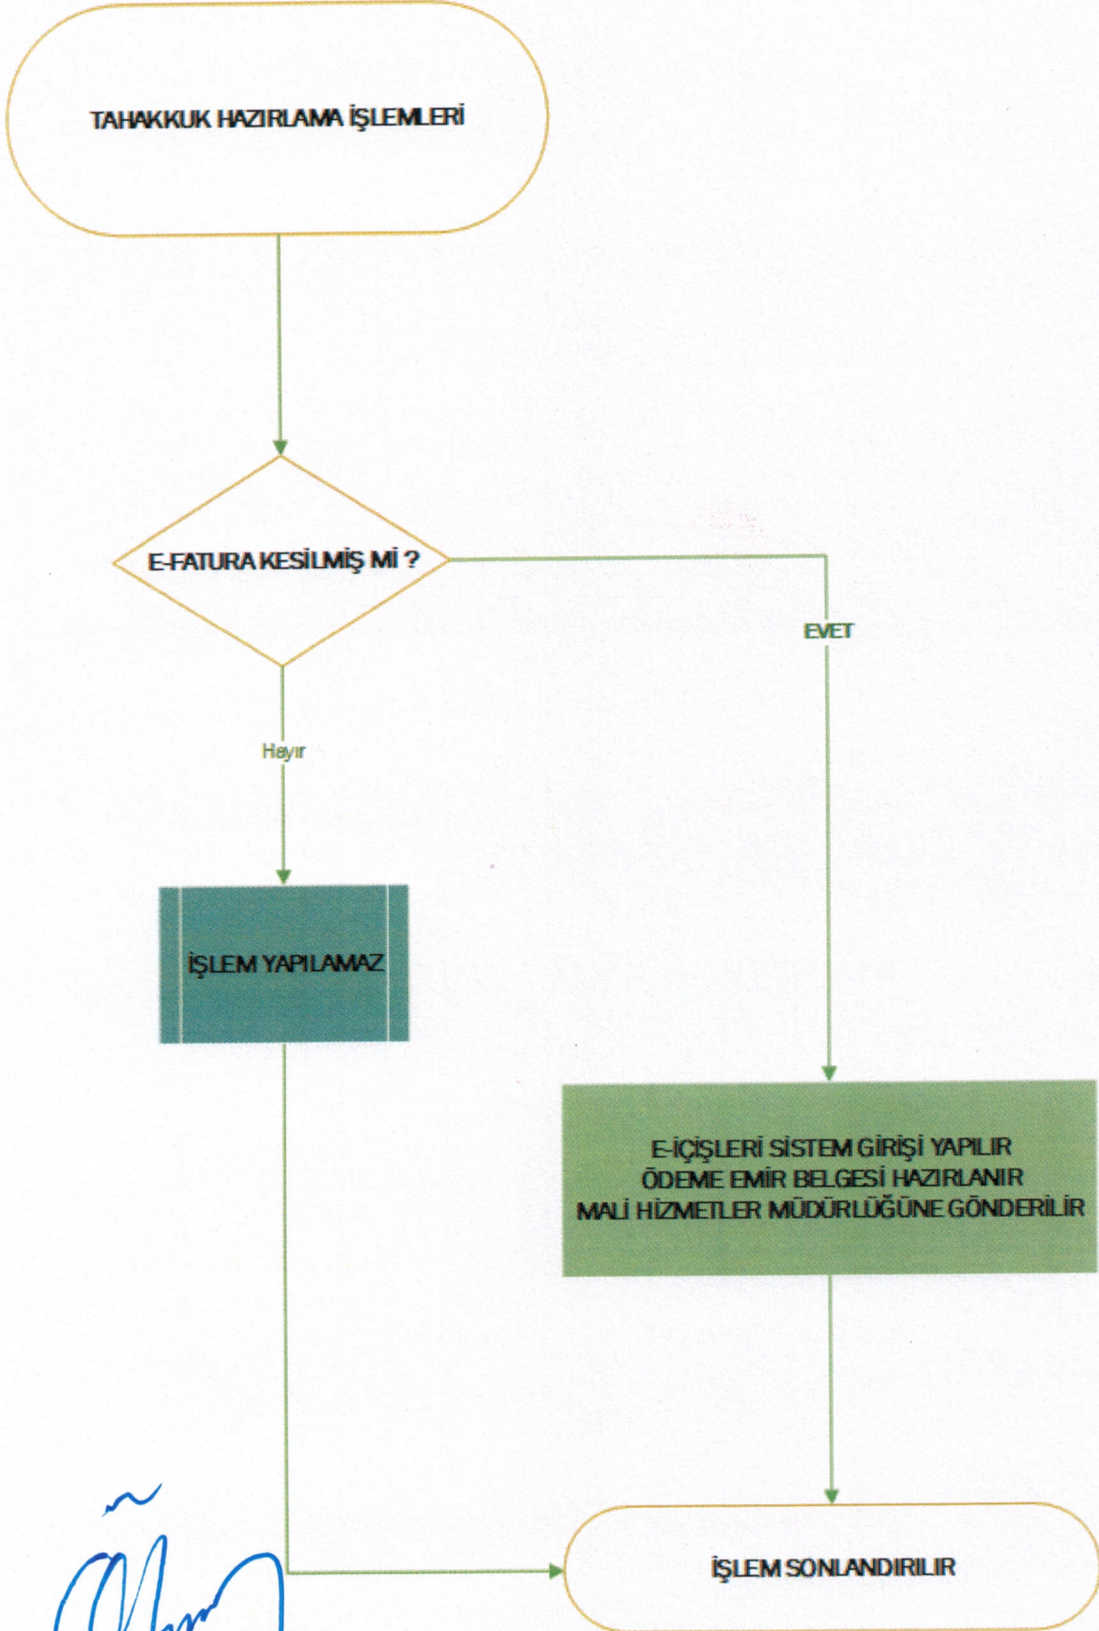 TAHAKKUK HAZIRLAMA İŞLEMLERİ
E-FATURA KESİLMİŞ Mİ ?
EVET
Hayır
İŞLEM YAPILAMAZ
E-İÇİŞLERİ SİSTEM GİRİŞİ YAPILIR
ÖDEME EMİR BELGESİ HAZIRLANIR
MALİ HİZMETLER MÜDÜRLÜĞÜNE GÖNDERİLİR
İŞLEM SONLANDIRILIR